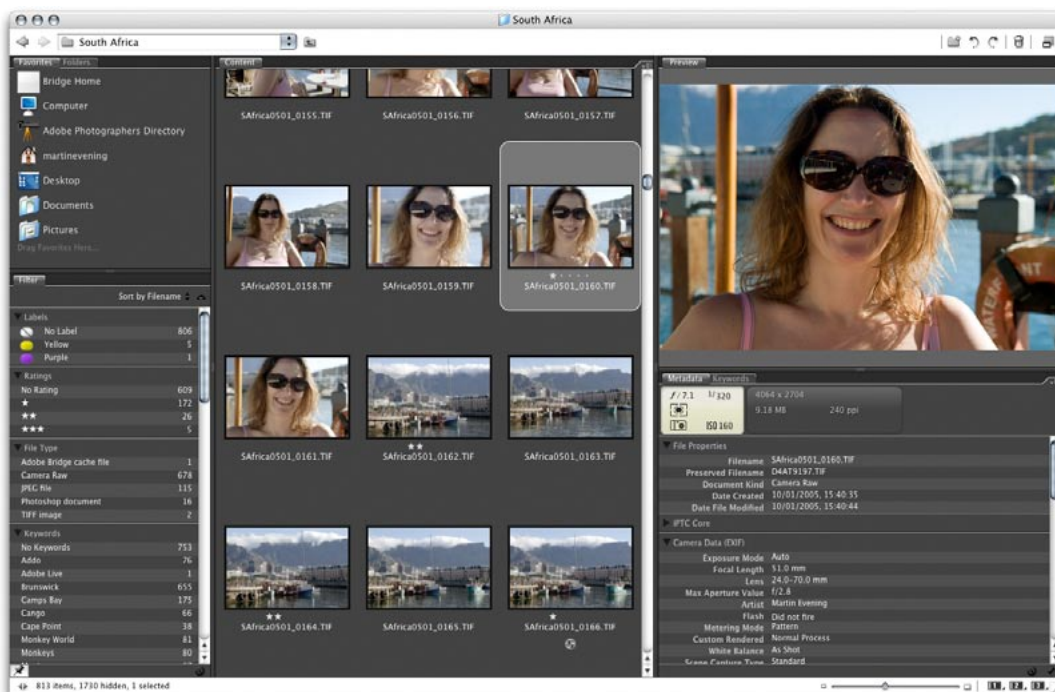 South Africa
South Africa
Favorites Folders
Bridge Home
Computer
Adobe Photographers Directory
martinevening
Desktop
Documents
Pictures
Drag Favorites Here...
Filter
Sort by Filename
Labels
No Label 806
Yellow 5
Purple 1
Ratings
No Rating 609
★ 172
★★ 26
★★★ 5
File Type
Adobe Bridge cache file 1
Camera Raw 678
JPEG file 115
Photoshop document 16
TIFF image 2
Keywords
No Keywords 753
Addo 76
Adobe Live 1
Brunswick 655
Camps Bay 175
Cango 66
Cape Point 38
Monkey World 81
Monkeys 80
Content
SAfrica0501_0155.TIF SAfrica0501_0156.TIF SAfrica0501_0157.TIF
SAfrica0501_0158.TIF SAfrica0501_0159.TIF SAfrica0501_0160.TIF
SAfrica0501_0161.TIF SAfrica0501_0162.TIF SAfrica0501_0163.TIF
SAfrica0501_0164.TIF SAfrica0501_0165.TIF SAfrica0501_0166.TIF
Preview
Metadata Keywords
f/7.1 1/320
ISO 160
4064 x 2704
9.18 MB 240 ppi
File Properties
Filename SAfrica0501_0160.TIF
Preserved Filename D4AT9197.TIF
Document Kind Camera Raw
Date Created 10/01/2005, 15:40:35
Date File Modified 10/01/2005, 15:40:44
IPTC Core
Camera Data (EXIF)
Exposure Mode Auto
Focal Length 51.0 mm
Lens 24.0-70.0 mm
Max Aperture Value f/2.8
Artist Martin Evening
Flash Did not fire
Metering Mode Pattern
Custom Rendered Normal Process
White Balance As Shot
Scene Capture Type Standard
813 items, 1730 hidden, 1 selected
1 2 3